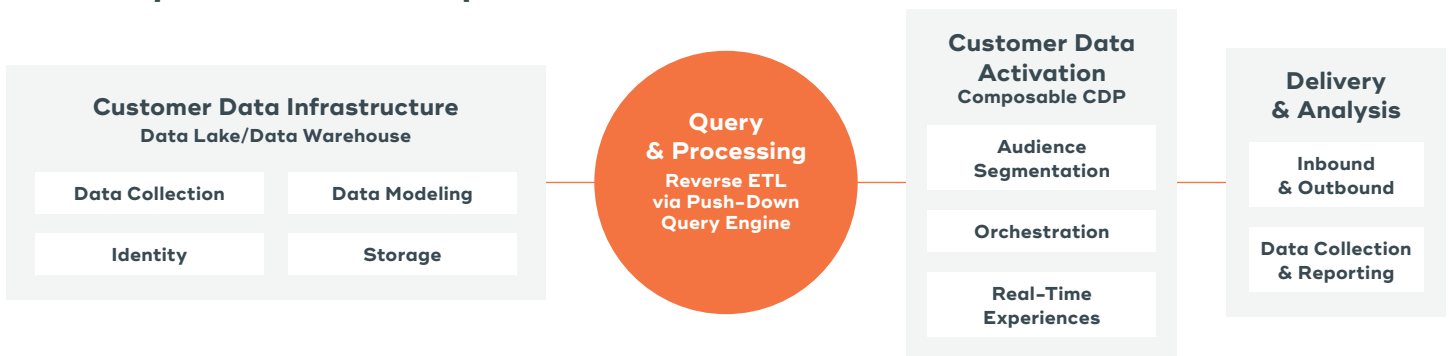 Customer Data Infrastructure
Data Lake/Data Warehouse
Data Collection
Data Modeling
Identity
Storage
Query
& Processing
Reverse ETL
via Push-Down
Query Engine
Customer Data
Activation
Composable CDP
Audience
Segmentation
Orchestration
Real-Time
Experiences
Delivery
& Analysis
Inbound
& Outbound
Data Collection
& Reporting